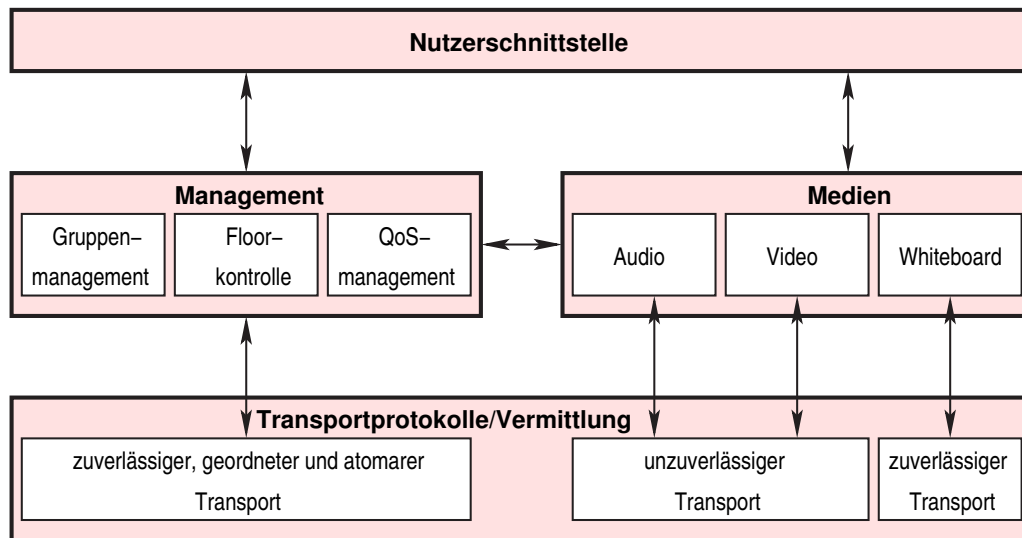 Nutzerschnittstelle
Management
Gruppen–
management
Floor–
kontrolle
QoS–
management
Medien
Audio
Video
Whiteboard
Transportprotokolle/Vermittlung
zuverlässiger, geordneter und atomarer
Transport
unzuverlässiger
Transport
zuverlässiger
Transport